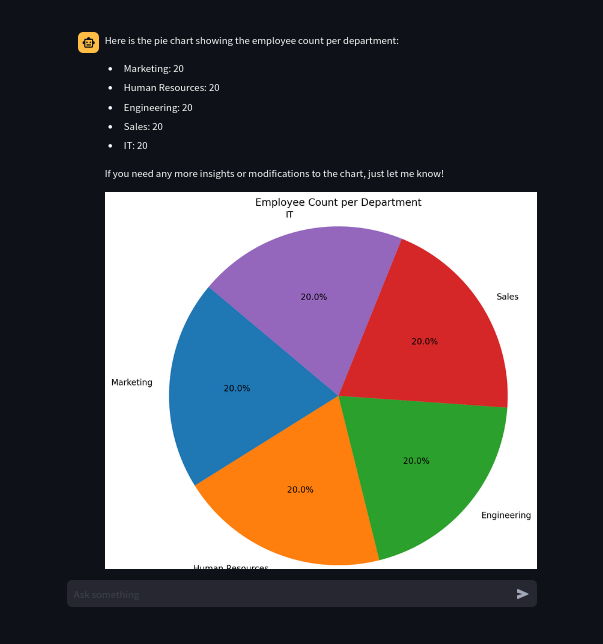 Here is the pie chart showing the employee count per department:
Marketing: 20
Human Resources: 20
Engineering: 20
Sales: 20
IT: 20
If you need any more insights or modifications to the chart, just let me know!
Employee Count per Department
IT
20.0%
Sales
20.0%
Marketing
20.0%
20.0%
20.0%
Engineering
Human Resources
Ask something